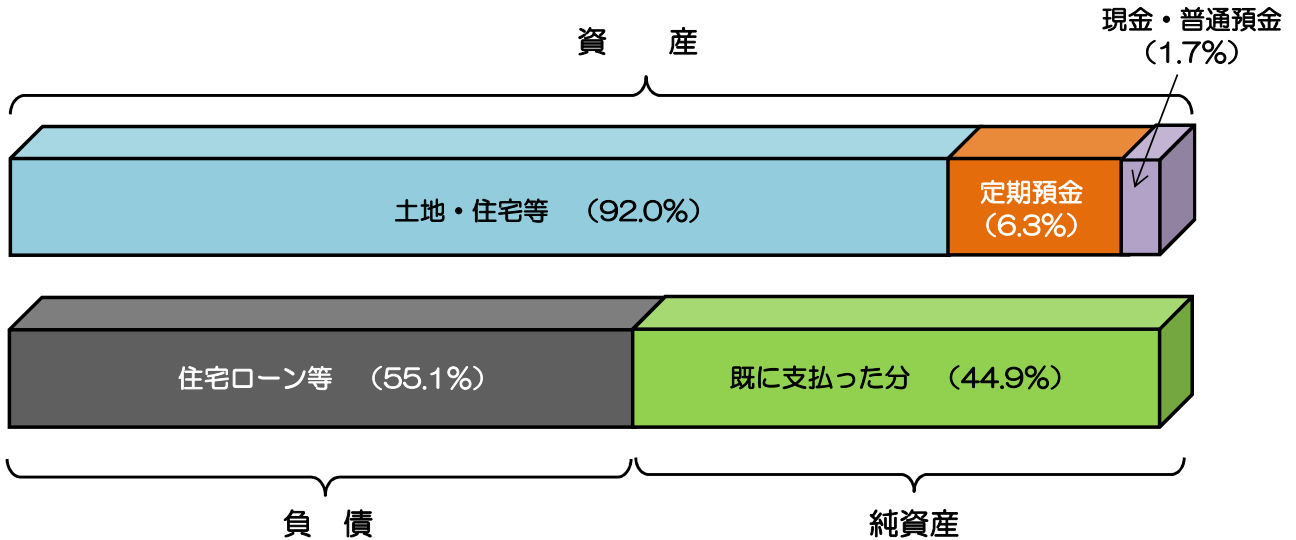 現金・普通預金
（1.7%）
資　産
土地・住宅等　（92.0%）
定期預金
（6.3%）
住宅ローン等　（55.1%）
既に支払った分　（44.9%）
負　債
純資産